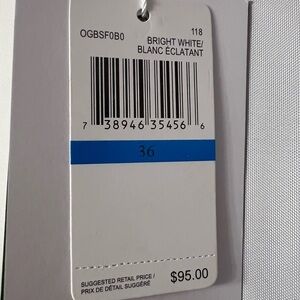 OGBSF0B0 118
BRIGHT WHITE/
BLANC ÉCLATANT
7 38946 35456 6
36
SUGGESTED RETAIL PRICE /
PRIX DE DÉTAIL SUGGÉRÉ
$95.00